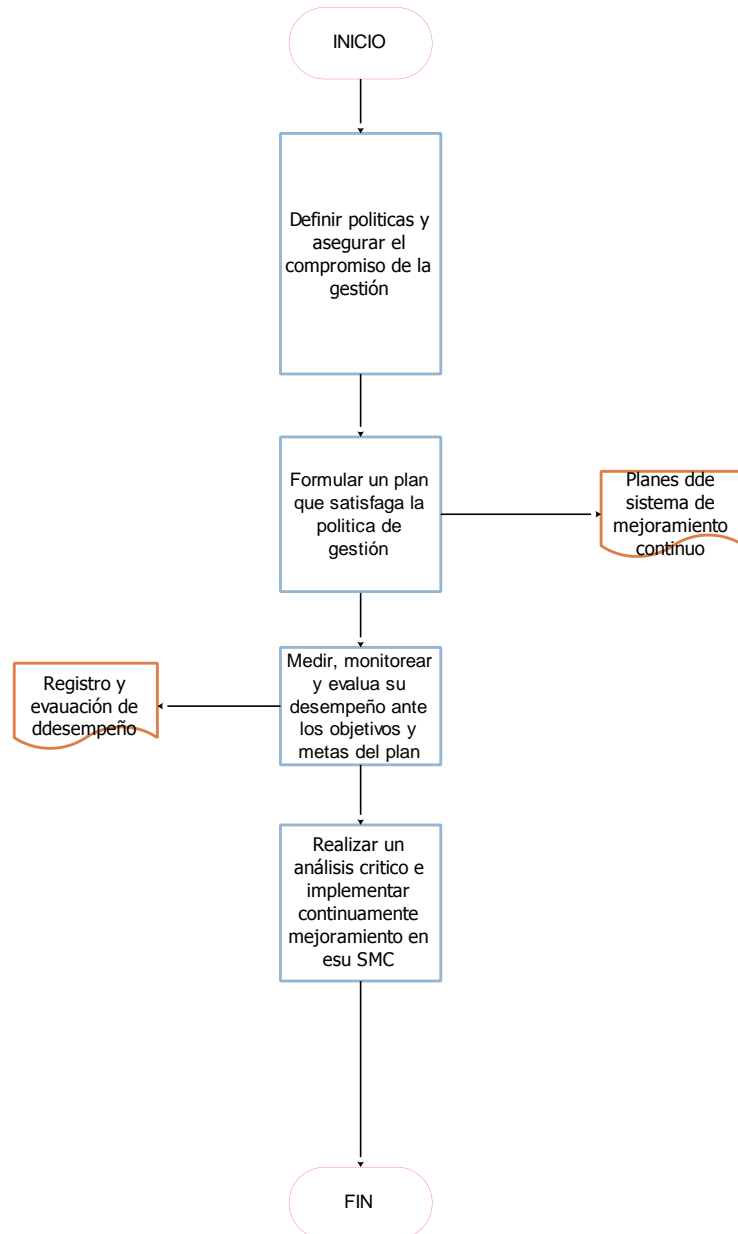 INICIO
Definir politicas y
asegurar el
compromiso de la
gestión
Formular un plan
que satisfaga la
politica de
gestión
Planes dde
sistema de
mejoramiento
continuo
Medir, monitorear
y evalua su
desempeño ante
los objetivos y
metas del plan
Registro y
evauación de
ddesempeño
Realizar un
análisis critico e
implementar
continuamente
mejoramiento en
esu SMC
FIN